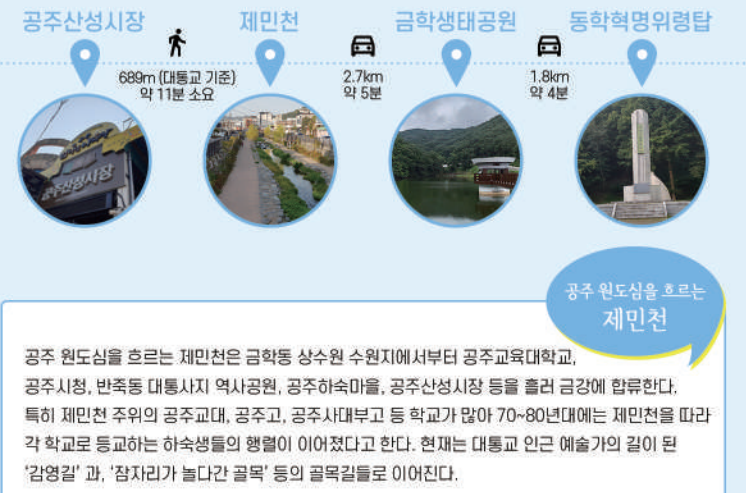 공주산성시장 제민천 금학생태공원 동학혁명위령탑
689m (대통교 기준) 2.7km 1.8km
약 11분 소요 약 5분 약 4분
공주산성시장
공주 원도심을 흐르는
제민천
공주 원도심을 흐르는 제민천은 금학동 상수원 수원지에서부터 공주교육대학교,
공주시청, 반죽동 대통사지 역사공원, 공주하숙마을, 공주산성시장 등을 흘러 금강에 합류한다.
특히 제민천 주위의 공주교대, 공주고, 공주사대부고 등 학교가 많아 70~80년대에는 제민천을 따라
각 학교로 등교하는 하숙생들의 행렬이 이어졌다고 한다. 현재는 대통교 인근 예술가의 길이 된
‘감영길’ 과, ‘잠자리가 놀다간 골목’ 등의 골목길들로 이어진다.